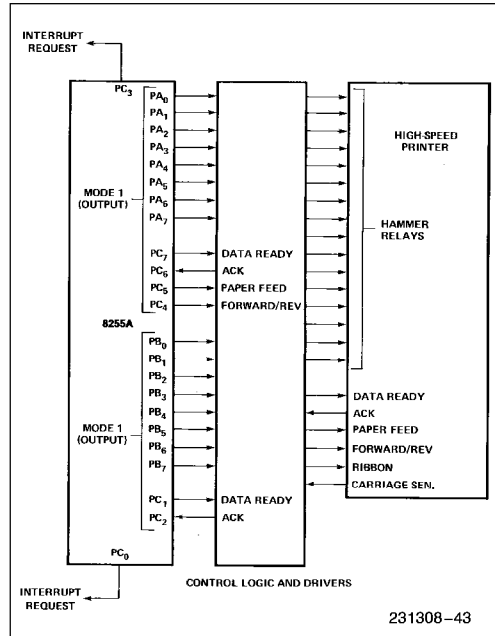 INTERRUPT
REQUEST
PC3
PA0
PA1
PA2
PA3
PA4
PA5
PA6
PA7
MODE 1
(OUTPUT)
PC7
PC6
PC5
PC4
DATA READY
ACK
PAPER FEED
FORWARD/REV
8255A
PB0
PB1
PB2
PB3
PB4
PB5
PB6
PB7
MODE 1
(OUTPUT)
PC1
PC2
DATA READY
ACK
PC0
INTERRUPT
REQUEST
CONTROL LOGIC AND DRIVERS
HIGH-SPEED
PRINTER
HAMMER
RELAYS
DATA READY
ACK
PAPER FEED
FORWARD/REV
RIBBON
CARRIAGE SEN.
231308–43